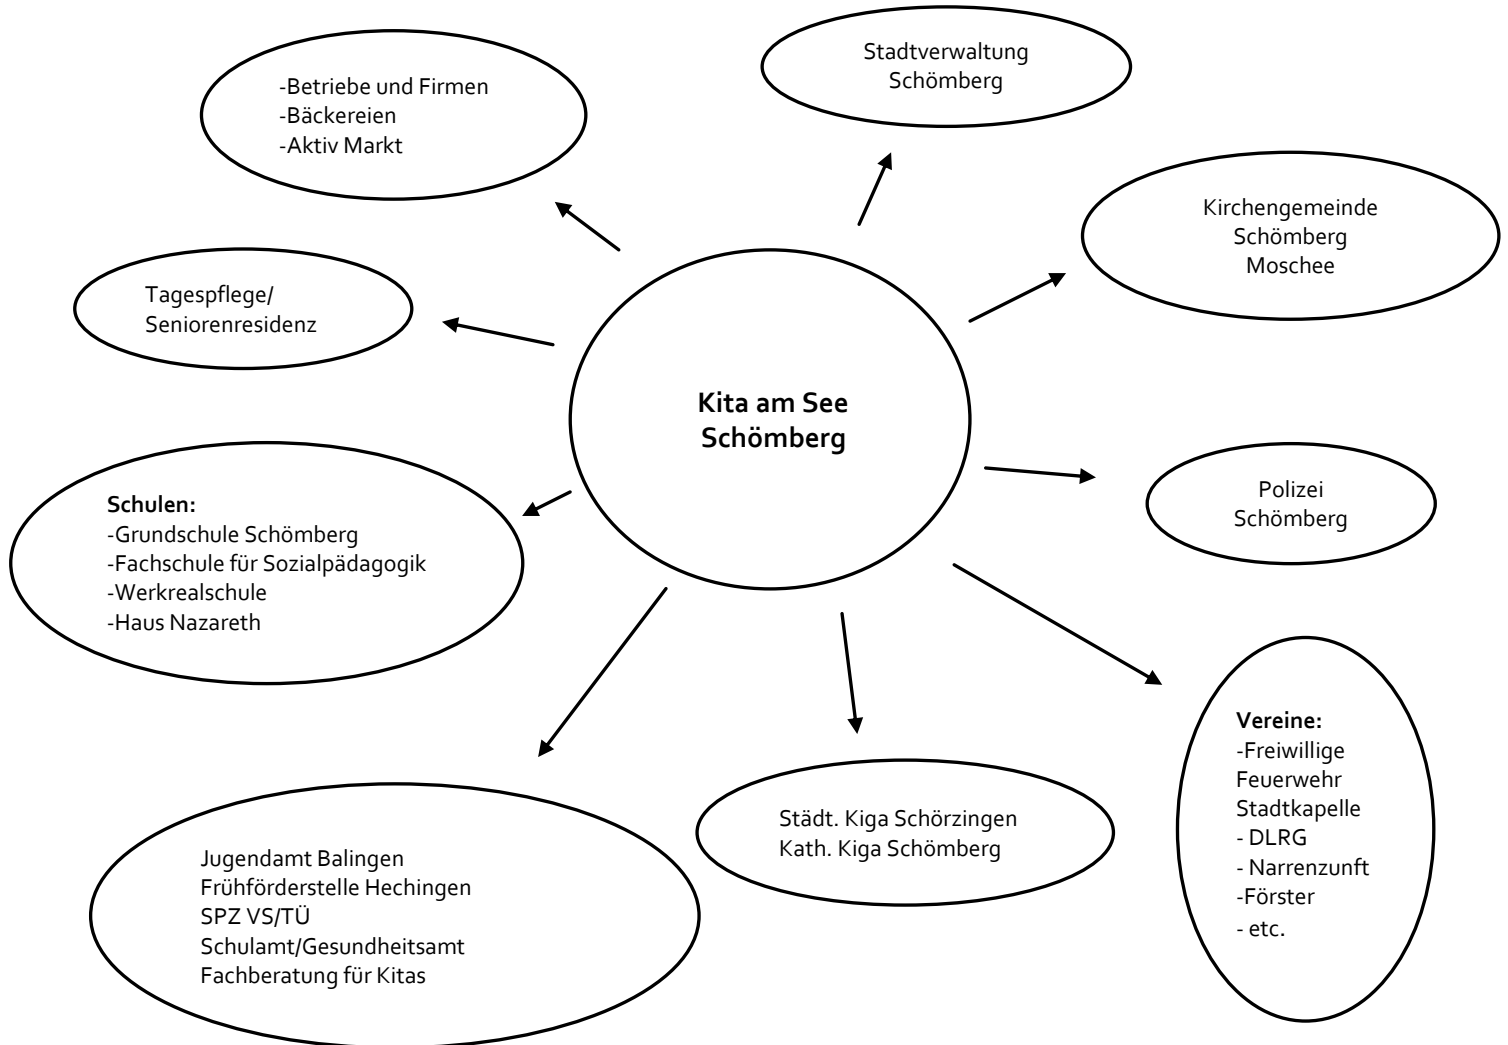 Stadtverwaltung
Schömberg
-Betriebe und Firmen
-Bäckereien
-Aktiv Markt
Kirchengemeinde
Schömberg
Moschee
Tagespflege/
Seniorenresidenz
Kita am See
Schömberg
Polizei
Schömberg
Schulen:
-Grundschule Schömberg
-Fachschule für Sozialpädagogik
-Werkrealschule
-Haus Nazareth
Vereine:
-Freiwillige
Feuerwehr
Stadtkapelle
- DLRG
- Narrenzunft
-Förster
- etc.
Städt. Kiga Schörzingen
Kath. Kiga Schömberg
Jugendamt Balingen
Frühförderstelle Hechingen
SPZ VS/TÜ
Schulamt/Gesundheitsamt
Fachberatung für Kitas